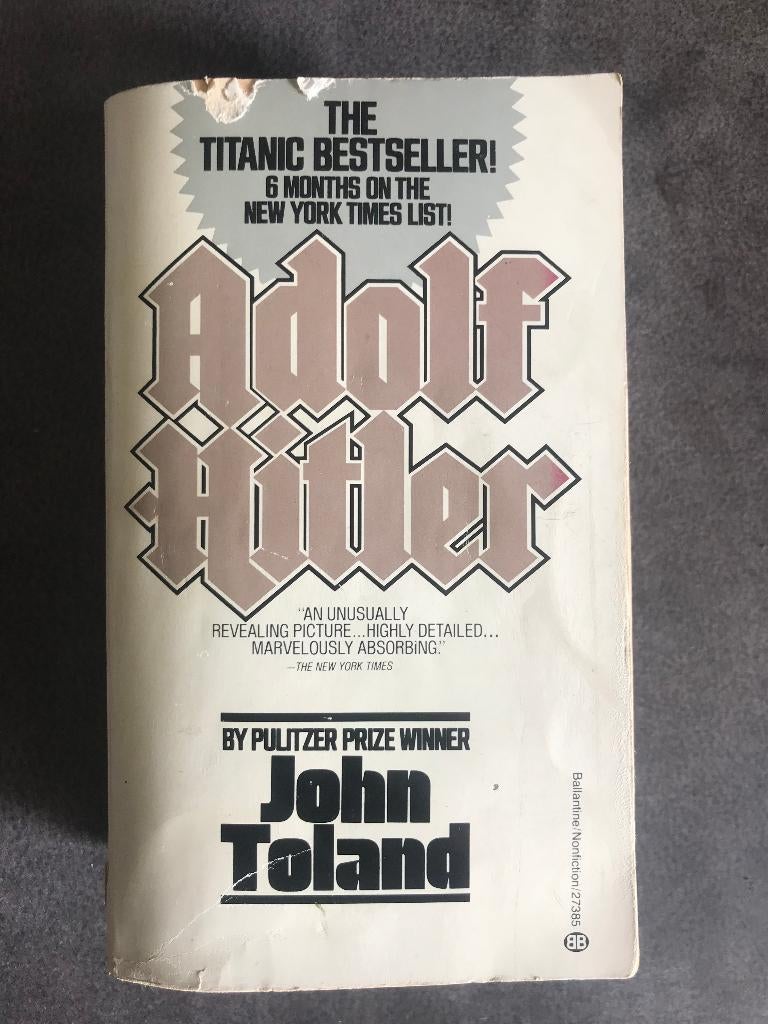 THE
TITANIC BESTSELLER!
6 MONTHS ON THE
NEW YORK TIMES LIST!
Adolf
Hitler
"AN UNUSUALLY
REVEALING PICTURE...HIGHLY DETAILED...
MARVELOUSLY ABSORBiNG."
—THE NEW YORK TIMES
BY PULITZER PRIZE WINNER
John
Toland
Ballantine/Nonfiction/27385
BB